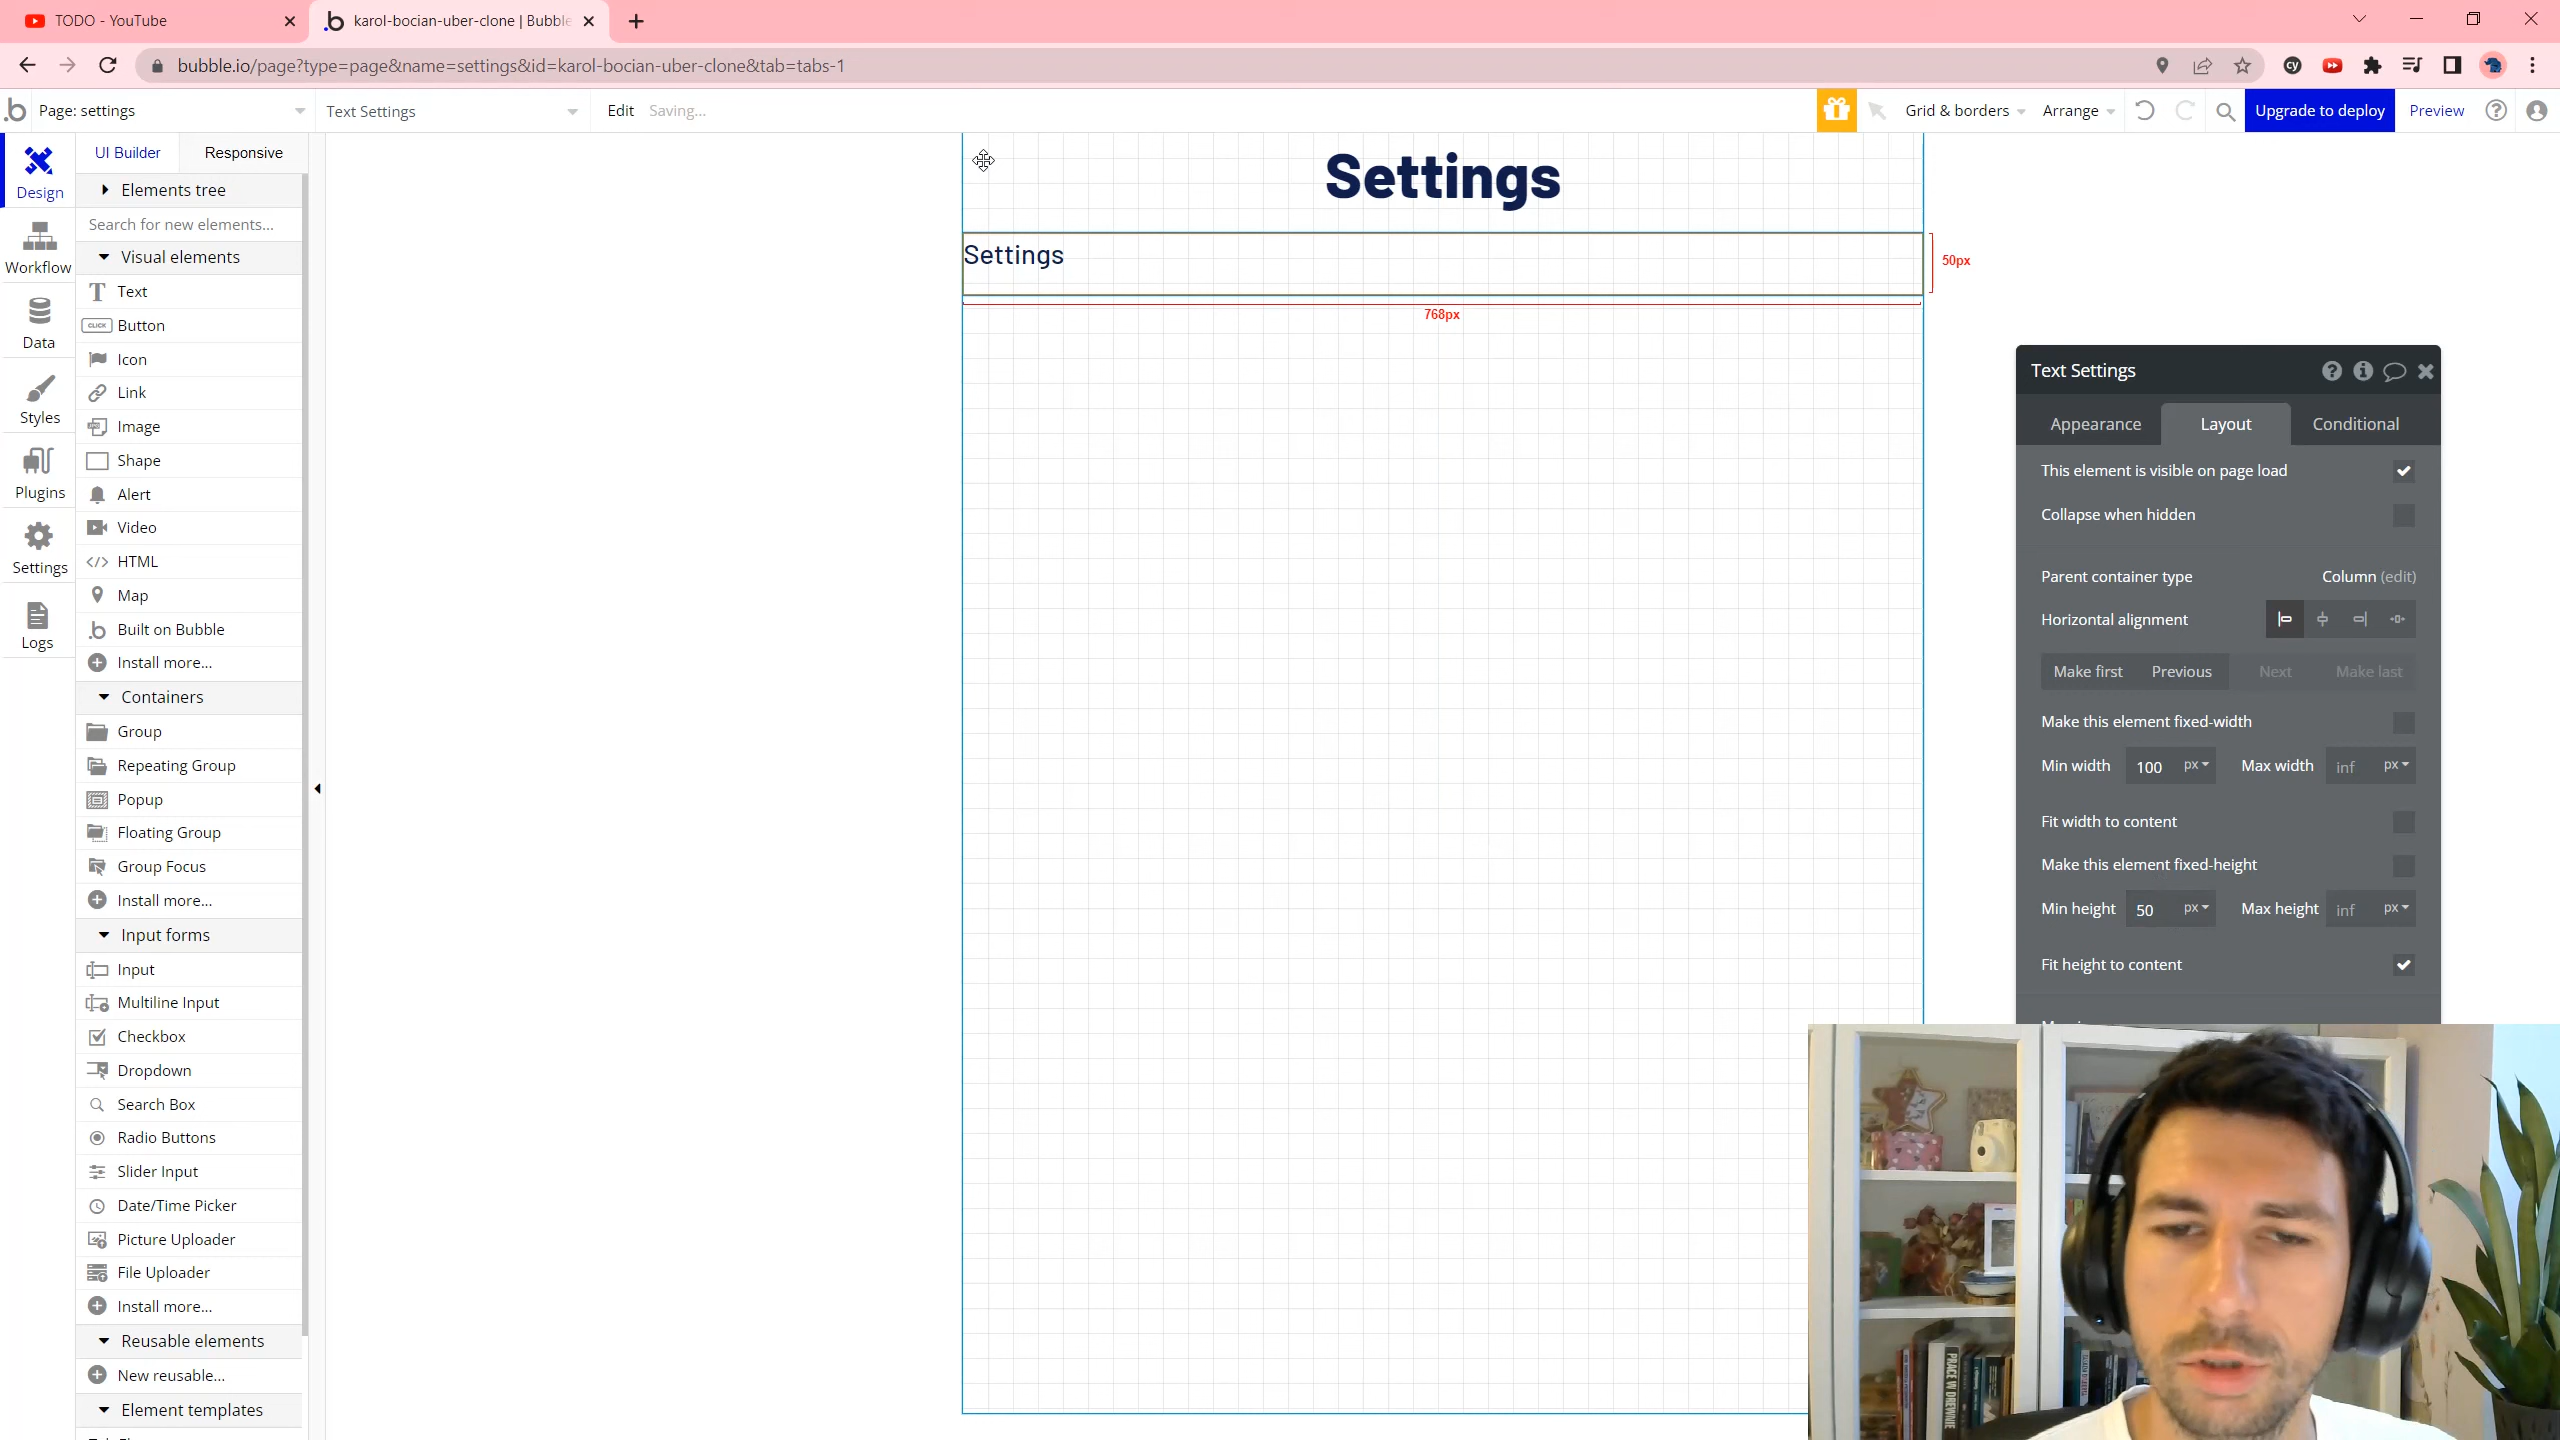 TODO - YouTube
karol-bocian-uber-clone | Bubble
bubble.io/page?type=page&name=settings&id=karol-bocian-uber-clone&tab=tabs-1
Page: settings
Text Settings
Edit
Saving...
Grid & borders
Arrange
Upgrade to deploy
Preview
Design
Workflow
Data
Styles
Plugins
Settings
Logs
UI Builder
Responsive
Elements tree
Search for new elements...
Visual elements
Text
CLICK Button
Icon
Link
Image
Shape
Alert
Video
HTML
Map
Built on Bubble
Install more...
Containers
Group
Repeating Group
Popup
Floating Group
Group Focus
Install more...
Input forms
Input
Multiline Input
Checkbox
Dropdown
Search Box
Radio Buttons
Slider Input
Date/Time Picker
Picture Uploader
File Uploader
Install more...
Reusable elements
New reusable...
Element templates
Settings
Settings
50px
768px
Text Settings
Appearance
Layout
Conditional
This element is visible on page load
Collapse when hidden
Parent container type Column (edit)
Horizontal alignment
Make first Previous Next Make last
Make this element fixed-width
Min width 100 px Max width inf px
Fit width to content
Make this element fixed-height
Min height 50 px Max height inf px
Fit height to content
PRACE W DREWNIE